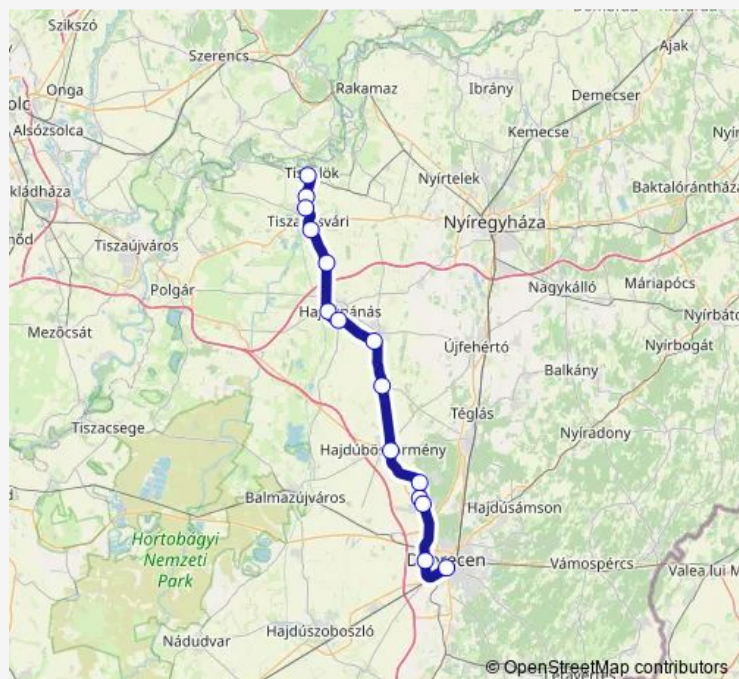 Szikszó
Szerencs
Ajak
Onga
Rakamaz
Ibrány
Demecser
Alsózsolca
Kemecse
Nyírtelek
Baktalórántháza
Nyíregyháza
Tiszaújváros
Polgár
Nagykálló
Máriapócs
Mezőcsát
Újfehértó
Nyírbogát
Balkány
Téglás
Tiszacsege
Nyíradony
Balmazújváros
Hajdúsámson
Hortobágyi
Nemzeti
Park
Vámospércs
Valea lui M
Hajdúszoboszló
Nádudvar
© OpenStreetMap contributors